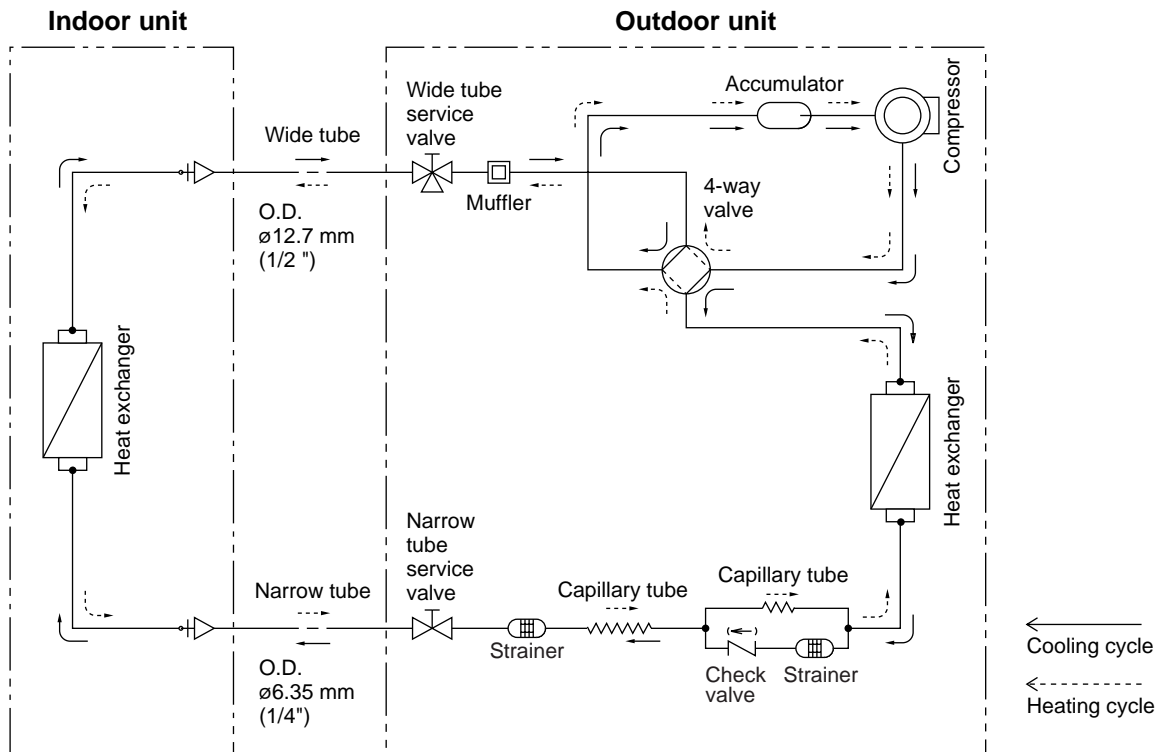 Indoor unit
Outdoor unit
Wide tube
service
valve
Accumulator
Compressor
Wide tube
Muffler
4-way
valve
O.D.
ø12.7 mm
(1/2 ")
Heat exchanger
Heat exchanger
Narrow
tube
service
valve
Narrow tube
Capillary tube
Capillary tube
Strainer
Check
valve
Strainer
O.D.
ø6.35 mm
(1/4")
Cooling cycle
Heating cycle